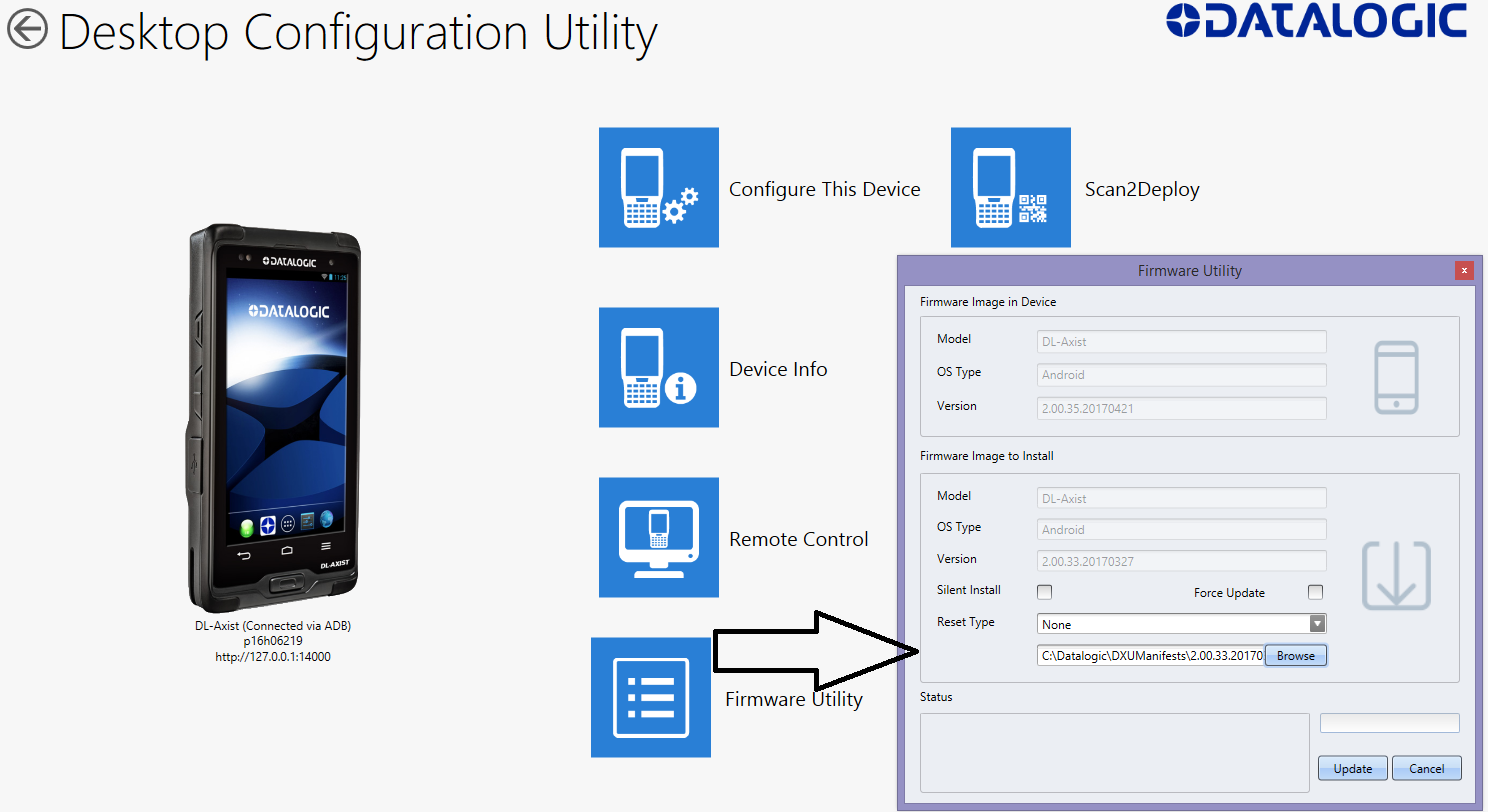 Desktop Configuration Utility
DATALOGIC
Configure This Device
Scan2Deploy
DATALOGIC
11:25
DATALOGIC
DL-AXIST
DL-Axist (Connected via ADB)
p16h06219
http://127.0.0.1:14000
Device Info
Remote Control
Firmware Utility
Firmware Utility
x
Firmware Image in Device
Model DL-Axist
OS Type Android
Version 2.00.35.20170421
Firmware Image to Install
Model DL-Axist
OS Type Android
Version 2.00.33.20170327
Silent Install Force Update
Reset Type None
C:\Datalogic\DXUManifests\2.00.33.20170 Browse
Status
Update Cancel